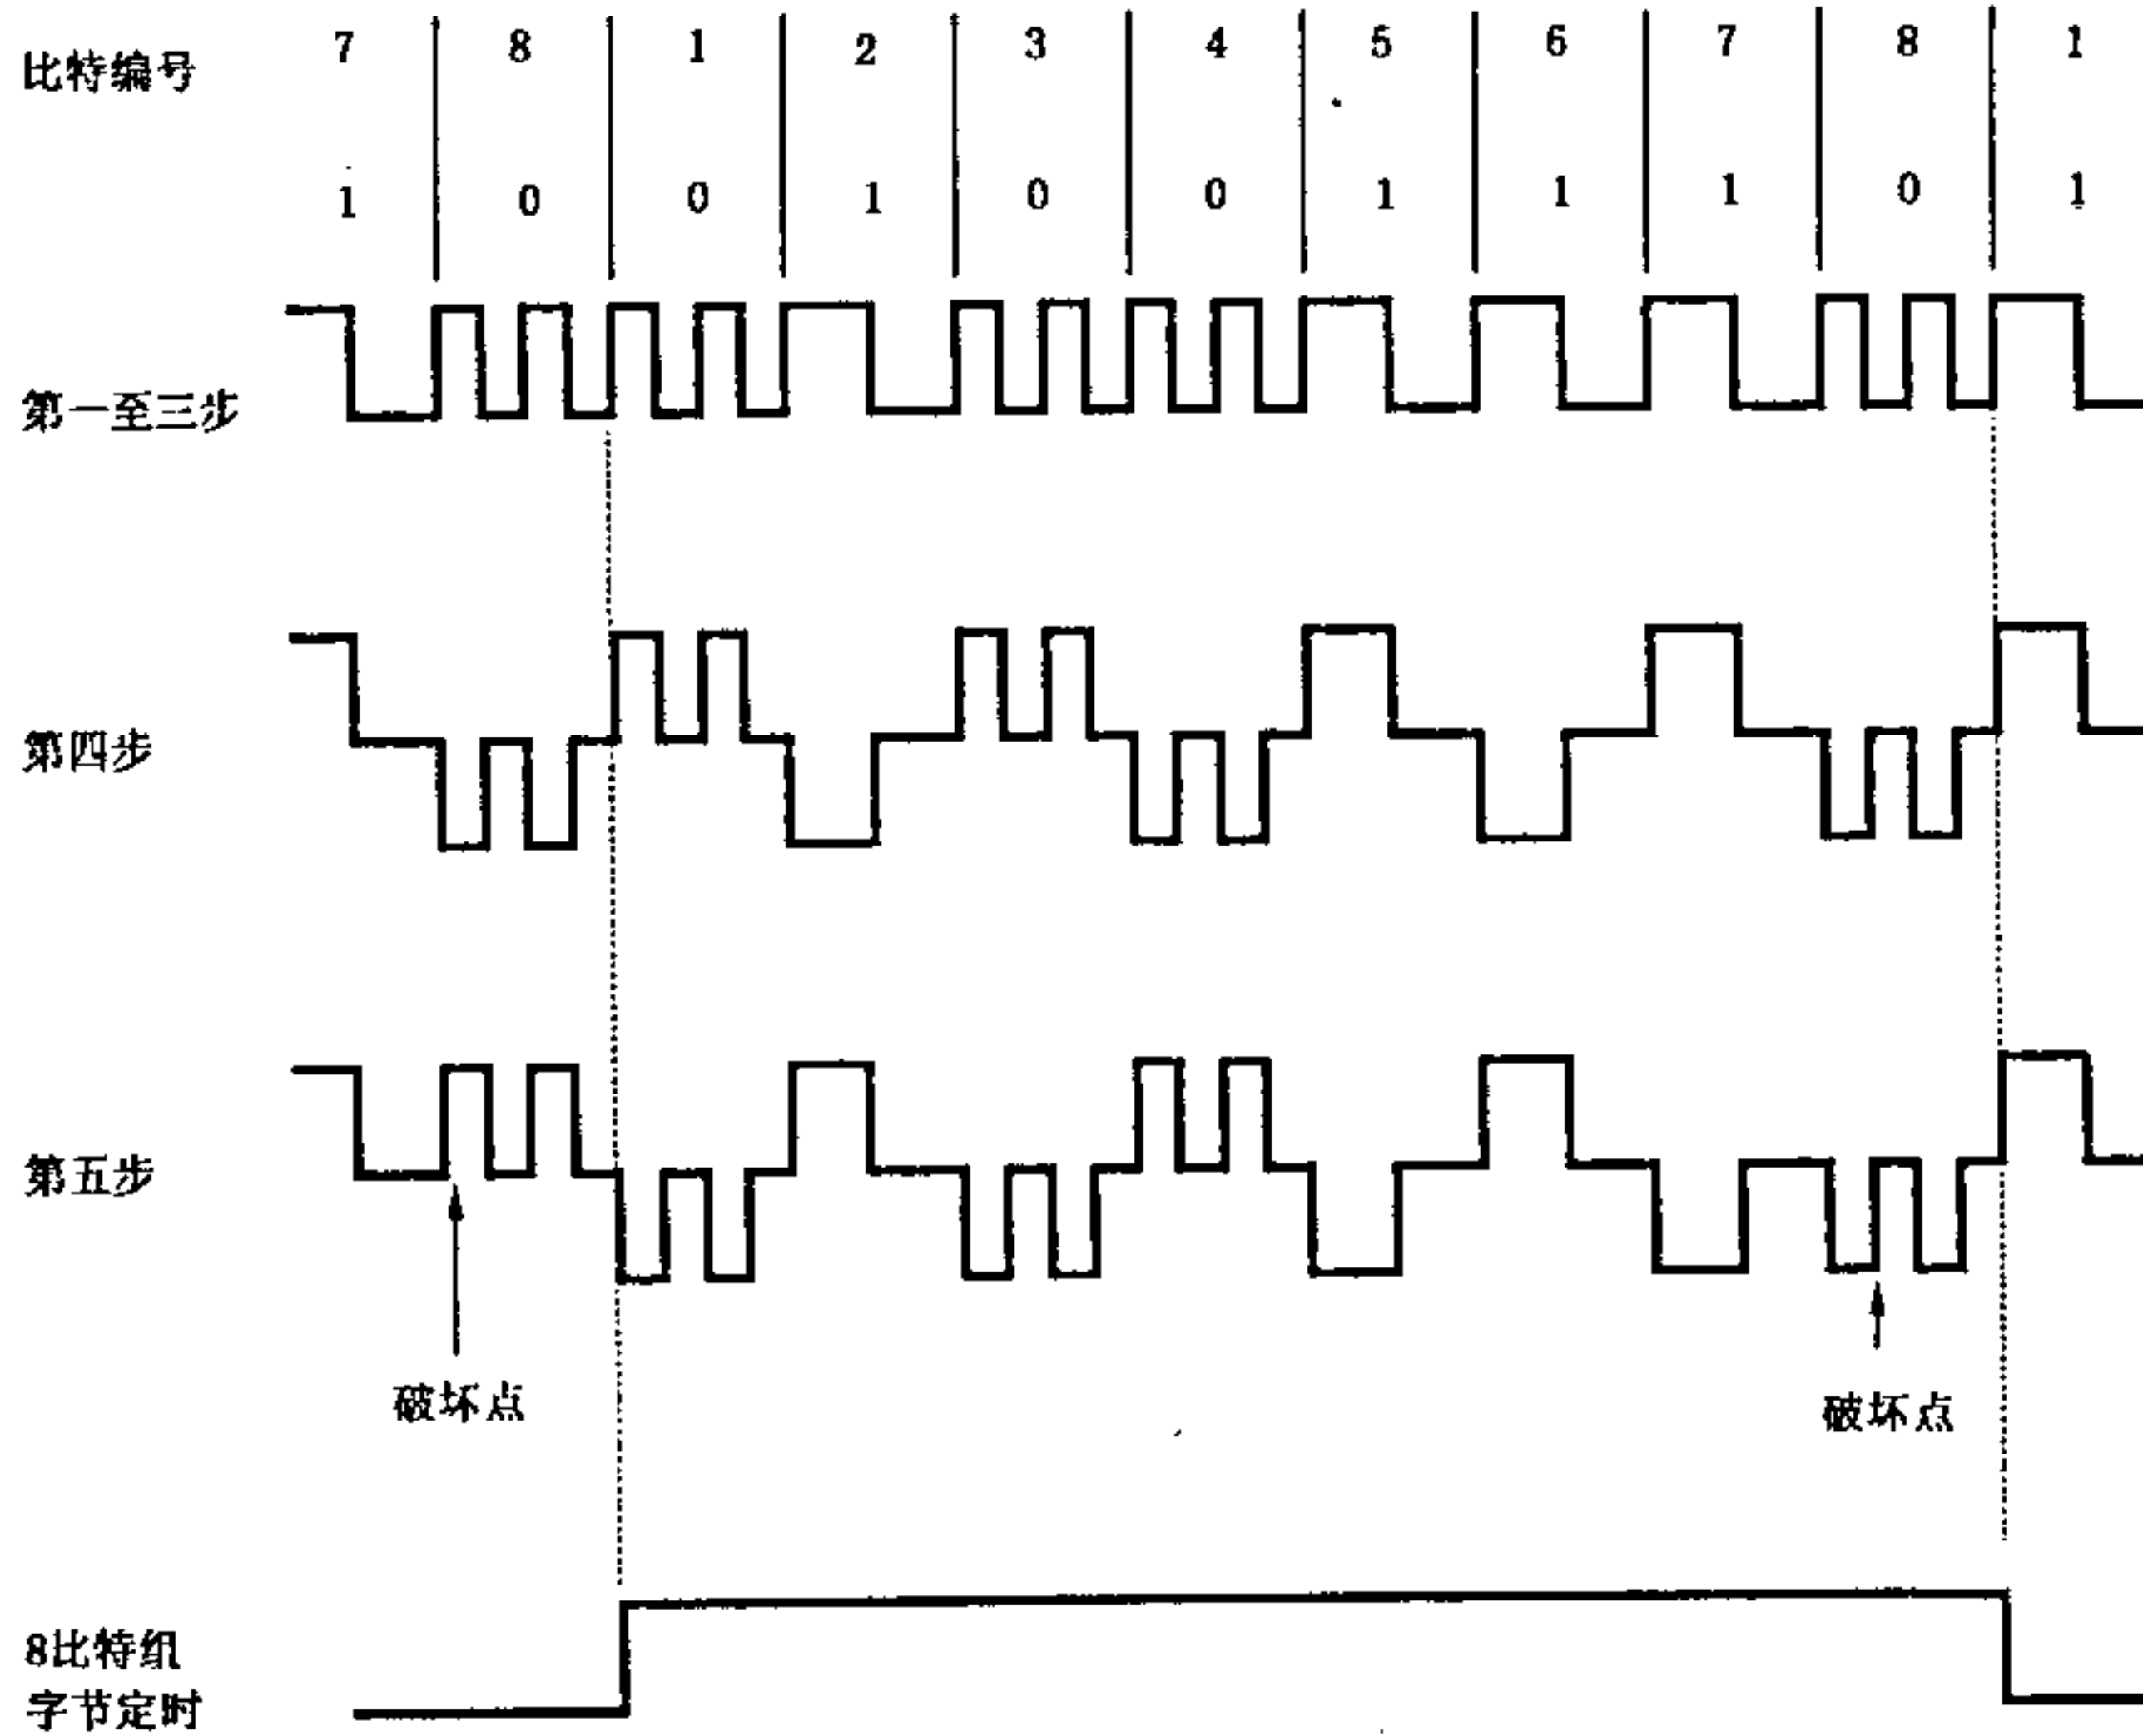 比特编号 7 8 1 2 3 4 5 6 7 8 1
1 0 0 1 0 0 1 1 1 0 1
第一至三步
第四步
第五步
破坏点 破坏点
8比特组
字节定时